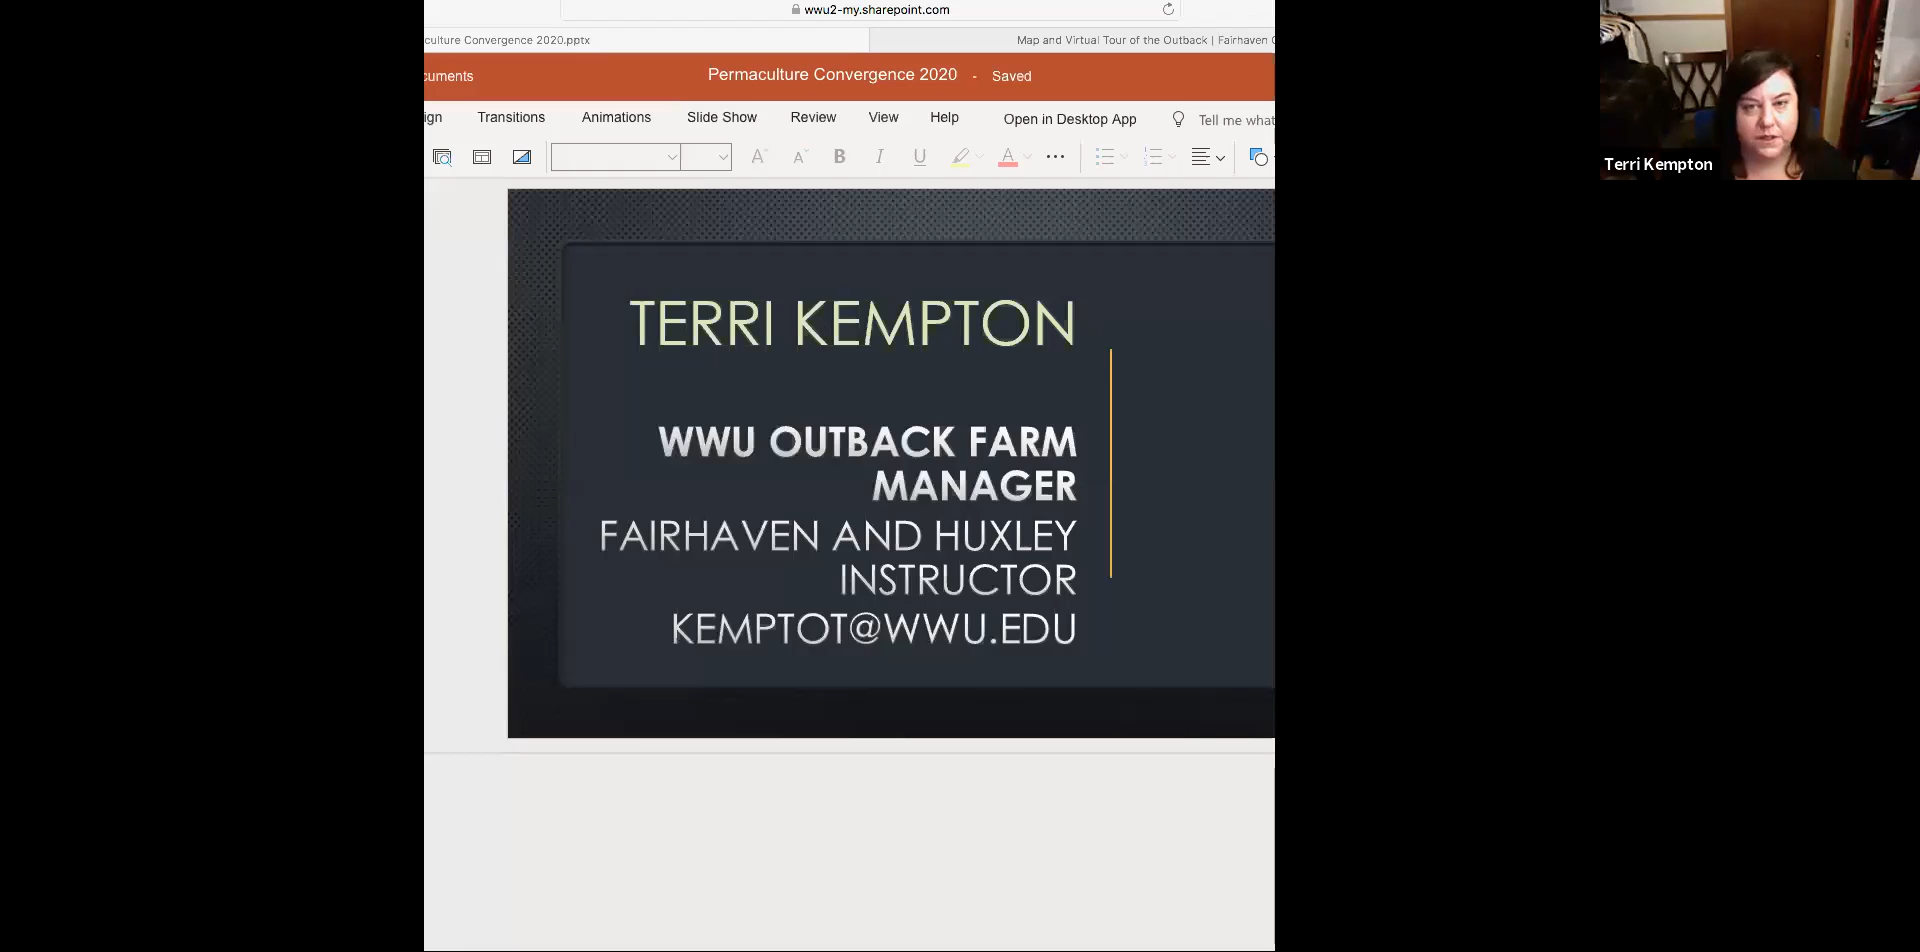 wwu2-my.sharepoint.com
culture Convergence 2020.pptx
Map and Virtual Tour of the Outback | Fairhaven C
cuments
Permaculture Convergence 2020 - Saved
ign Transitions Animations Slide Show Review View Help Open in Desktop App Tell me what
A A B I U A
Terri Kempton
TERRI KEMPTON
WWU OUTBACK FARM
MANAGER
FAIRHAVEN AND HUXLEY
INSTRUCTOR
KEMPTOT@WWU.EDU